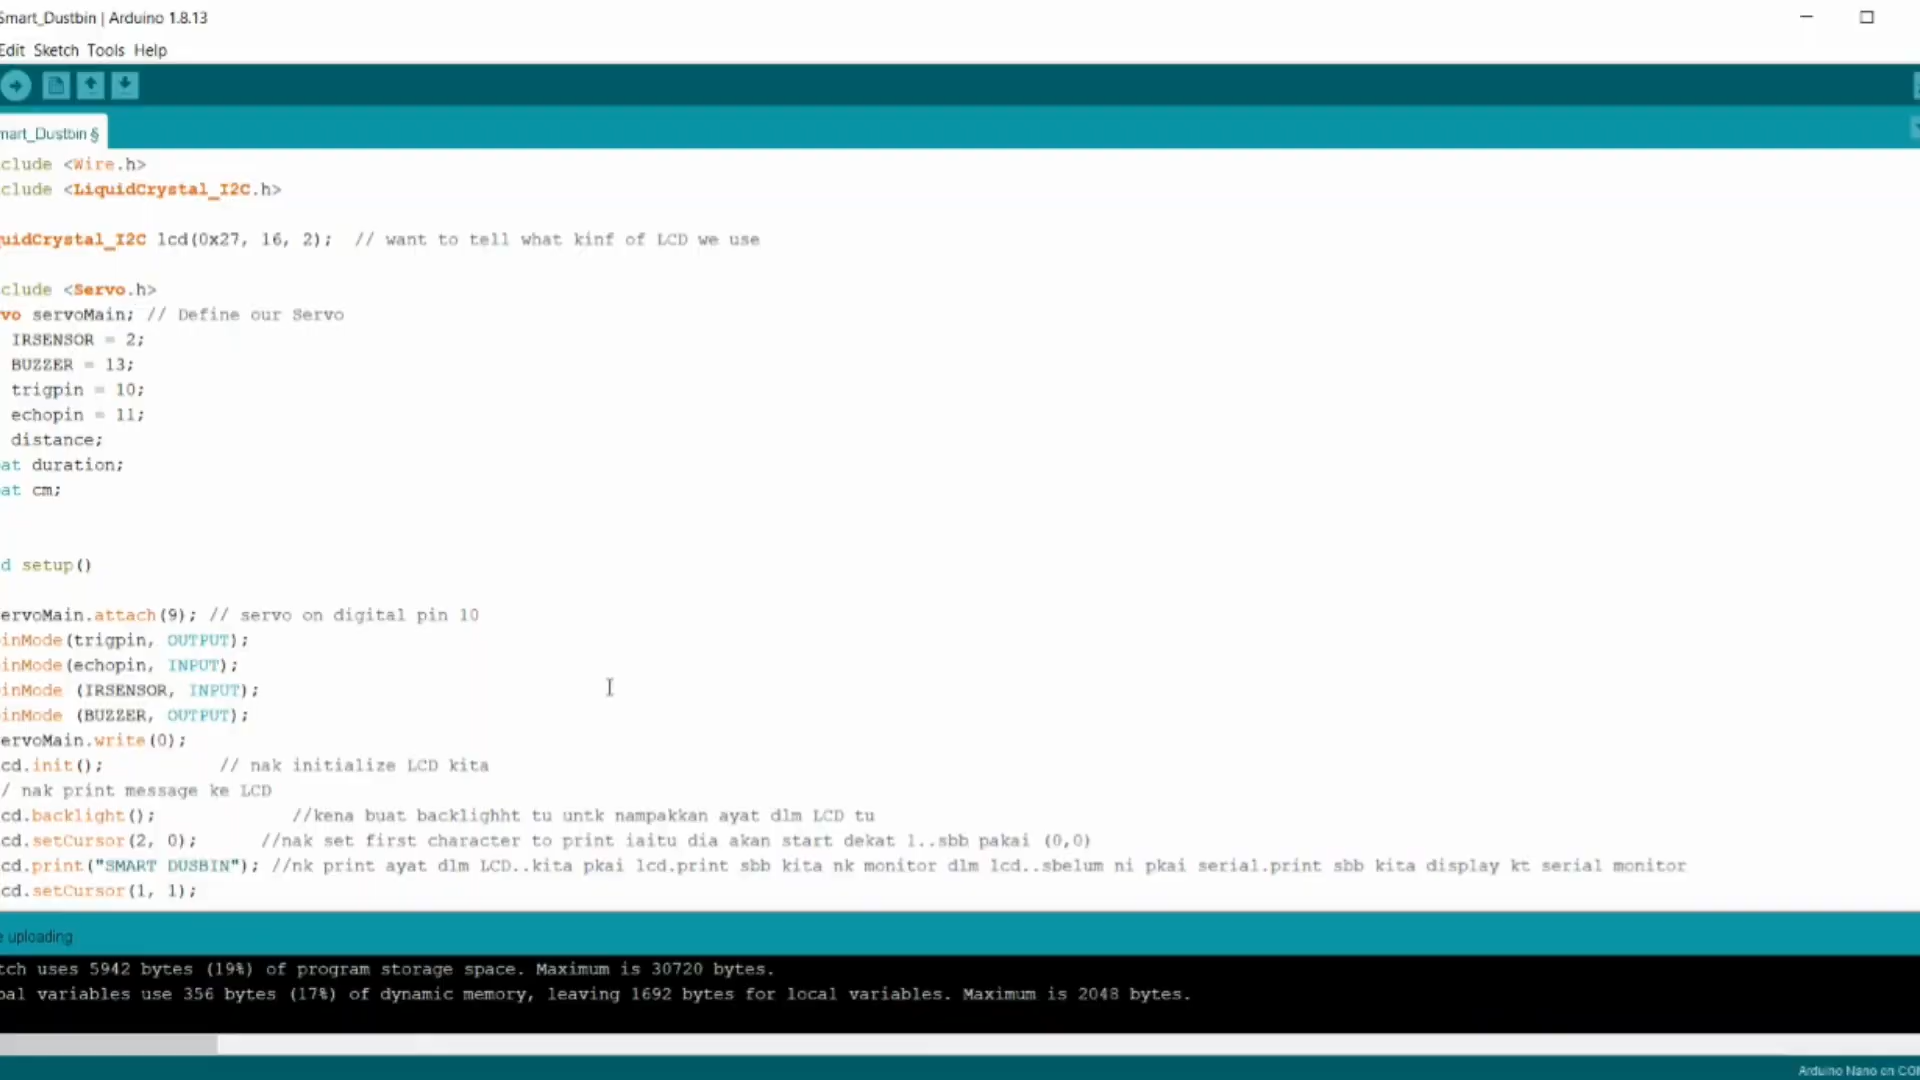 Smart_Dustbin | Arduino 1.8.13
Edit Sketch Tools Help
mart_Dustbin §
clude <Wire.h>
clude <LiquidCrystal_I2C.h>
quidCrystal_I2C lcd(0x27, 16, 2); // want to tell what kinf of LCD we use
clude <Servo.h>
vo servoMain; // Define our Servo
IRSENSOR = 2;
BUZZER = 13;
trigpin = 10;
echopin = 11;
distance;
at duration;
at cm;
d setup()
ervoMain.attach(9); // servo on digital pin 10
inMode(trigpin, OUTPUT);
inMode(echopin, INPUT);
inMode (IRSENSOR, INPUT);
inMode (BUZZER, OUTPUT);
ervoMain.write(0);
cd.init(); // nak initialize LCD kita
/ nak print message ke LCD
cd.backlight(); //kena buat backlighht tu untk nampakkan ayat dlm LCD tu
cd.setCursor(2, 0); //nak set first character to print iaitu dia akan start dekat 1..sbb pakai (0,0)
cd.print("SMART DUSBIN"); //nk print ayat dlm LCD..kita pkai lcd.print sbb kita nk monitor dlm lcd..sbelum ni pkai serial.print sbb kita display kt serial monitor
cd.setCursor(1, 1);
e uploading
tch uses 5942 bytes (19%) of program storage space. Maximum is 30720 bytes.
bal variables use 356 bytes (17%) of dynamic memory, leaving 1692 bytes for local variables. Maximum is 2048 bytes.
Arduino Nano on CO